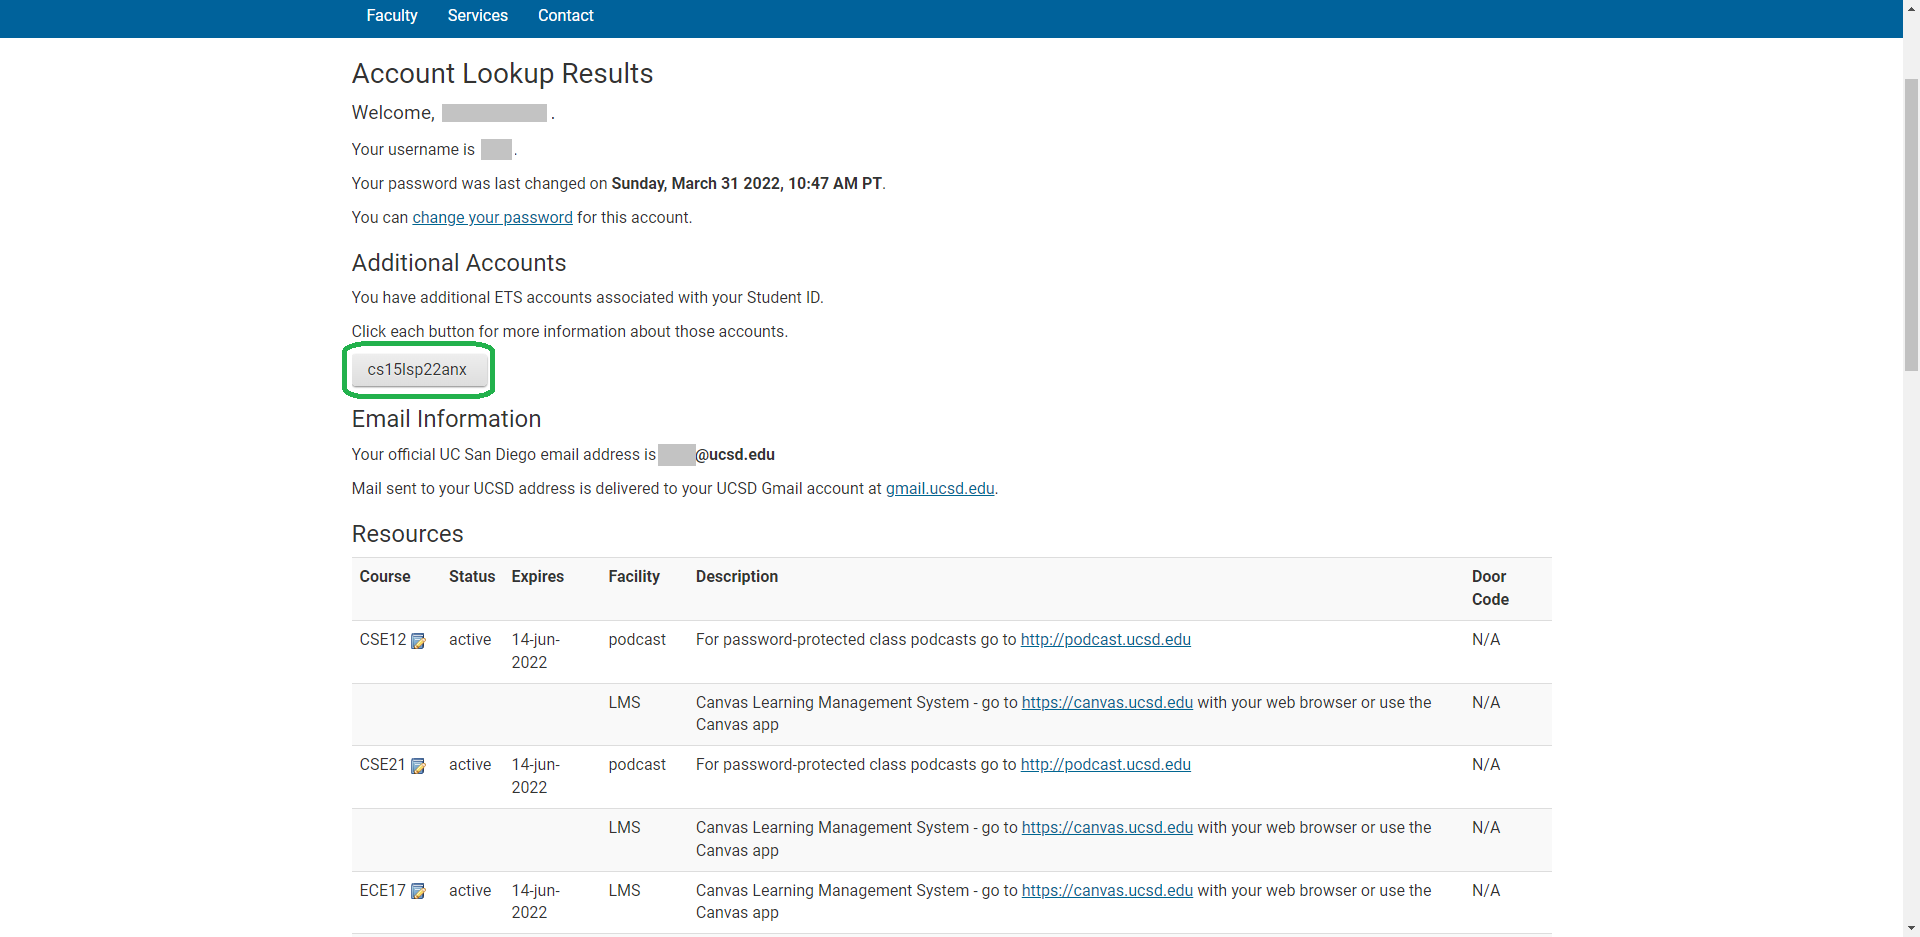 Faculty Services Contact
Account Lookup Results
Welcome, .
Your username is .
Your password was last changed on Sunday, March 31 2022, 10:47 AM PT.
You can change your password for this account.
Additional Accounts
You have additional ETS accounts associated with your Student ID.
Click each button for more information about those accounts.
cs15lsp22anx
Email Information
Your official UC San Diego email address is @ucsd.edu
Mail sent to your UCSD address is delivered to your UCSD Gmail account at gmail.ucsd.edu.
Resources
Course Status Expires Facility Description Door
Code
CSE12 active 14-jun- podcast For password-protected class podcasts go to http://podcast.ucsd.edu N/A
2022
LMS Canvas Learning Management System - go to https://canvas.ucsd.edu with your web browser or use the N/A
Canvas app
CSE21 active 14-jun- podcast For password-protected class podcasts go to http://podcast.ucsd.edu N/A
2022
LMS Canvas Learning Management System - go to https://canvas.ucsd.edu with your web browser or use the N/A
Canvas app
ECE17 active 14-jun- LMS Canvas Learning Management System - go to https://canvas.ucsd.edu with your web browser or use the N/A
2022 Canvas app